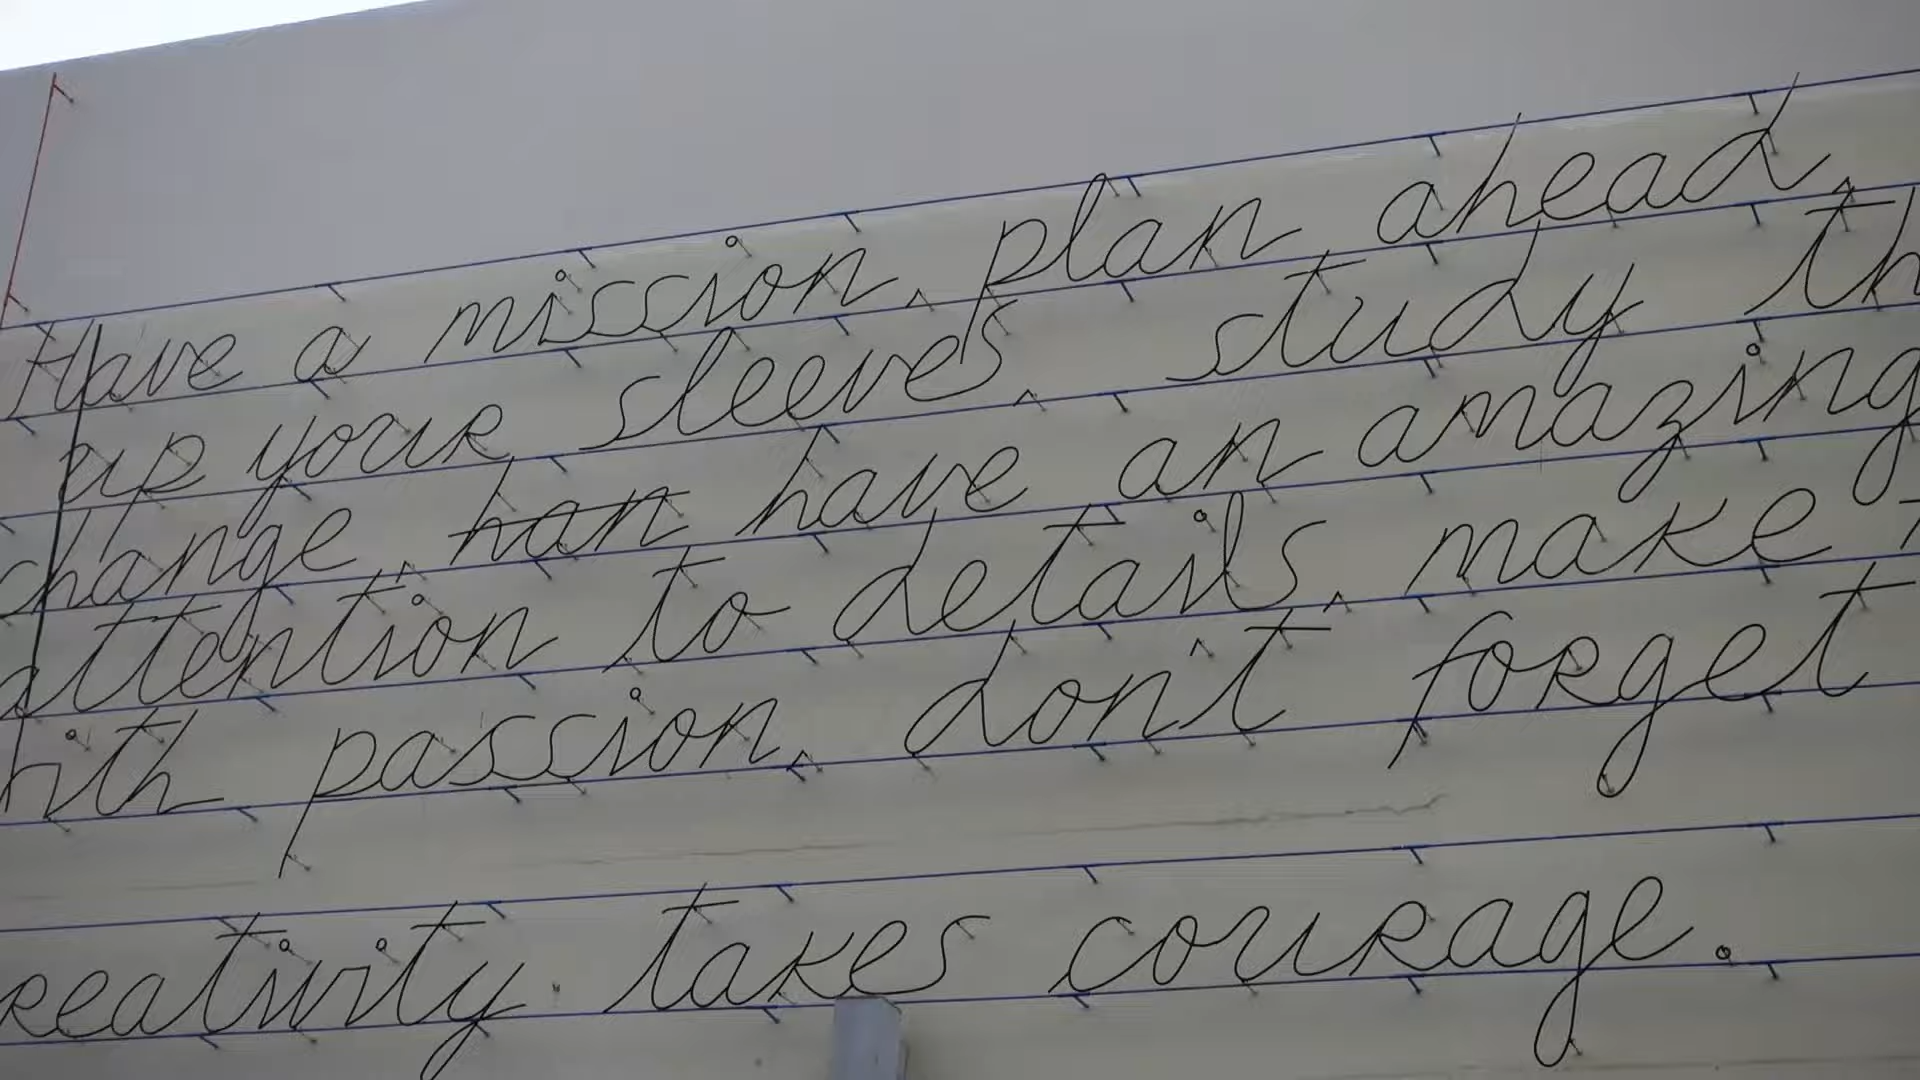 Have a mission, plan ahead,
up your sleeves, study th
change, han have an amazing
attention to details, make
ith passion, don't forget
reativity takes courage.